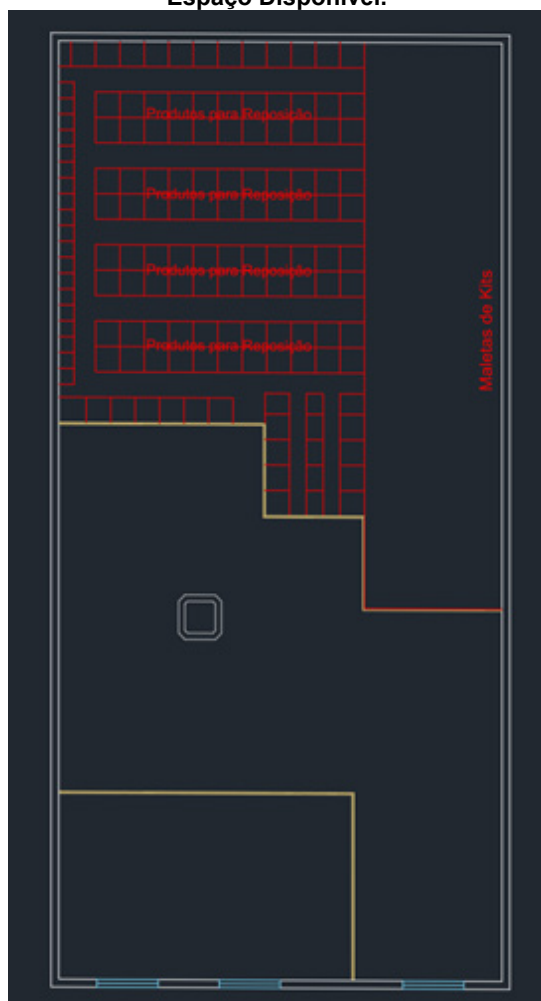 Espaço Disponível:
Produtos para Reposição
Produtos para Reposição
Produtos para Reposição
Produtos para Reposição
Maletas de Kits